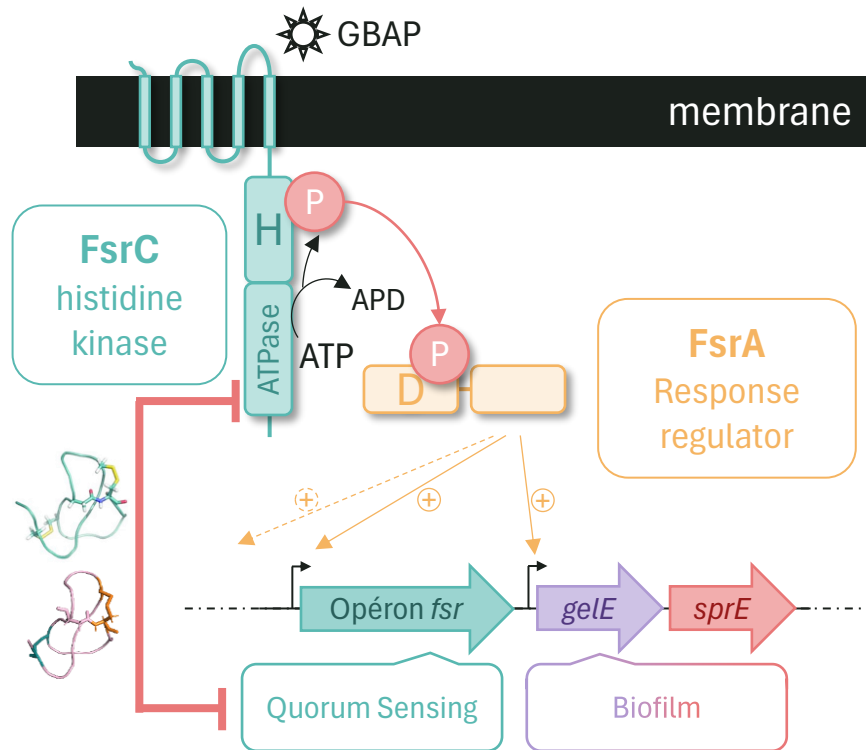 GBAP
membrane
H
P
FsrC
histidine
kinase
APD
ATPase
ATP
P
D
FsrA
Response
regulator
+
+
+
Opéron fsr
gelE
sprE
Quorum Sensing
Biofilm